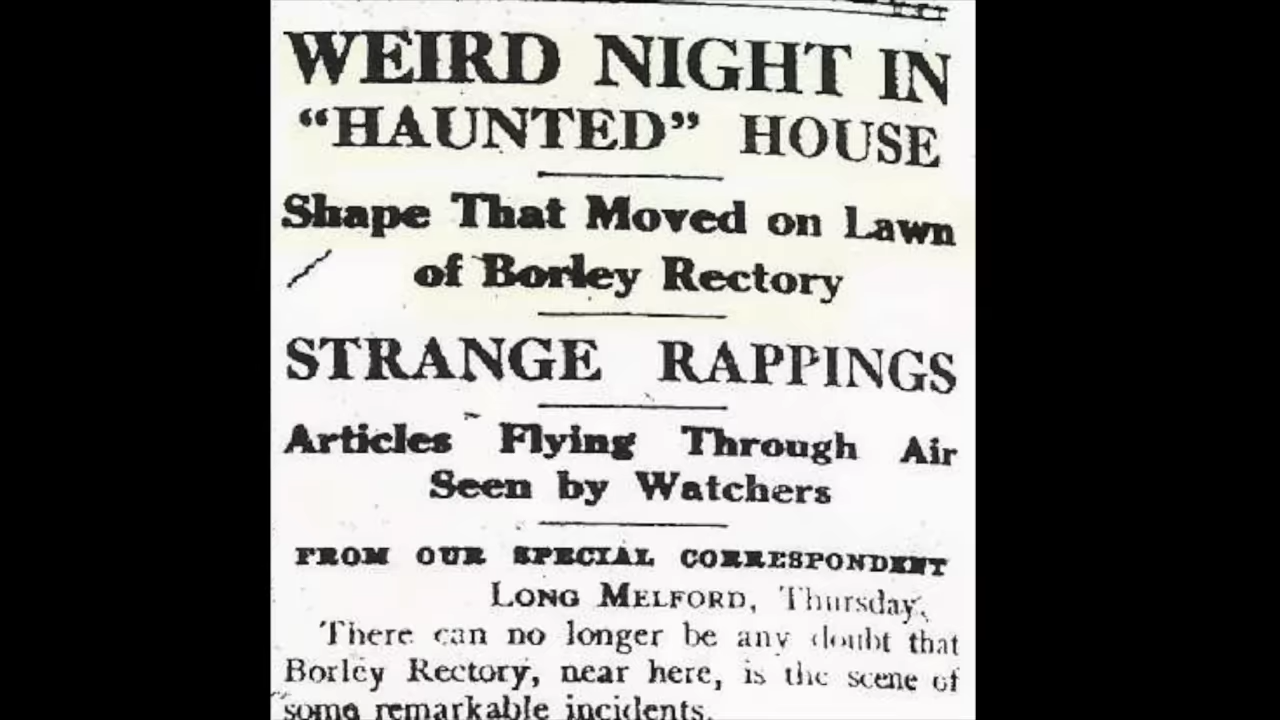 WEIRD NIGHT IN
“HAUNTED” HOUSE
Shape That Moved on Lawn
of Borley Rectory
STRANGE RAPPINGS
Articles Flying Through Air
Seen by Watchers
FROM OUR SPECIAL CORRESPONDENT
LONG MELFORD, Thursday.
There can no longer be any doubt that
Borley Rectory, near here, is the scene of
some remarkable incidents.